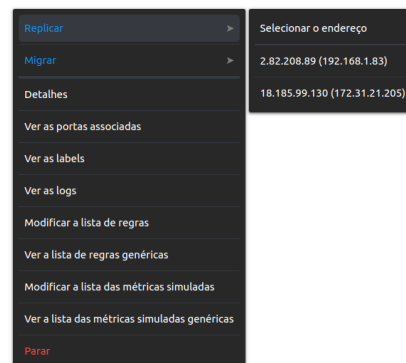 Replicar
Migrar
Detalhes
Ver as portas associadas
Ver as labels
Ver as logs
Modificar a lista de regras
Ver a lista de regras genéricas
Modificar a lista das métricas simuladas
Ver a lista das métricas simuladas genéricas
Parar
Selecionar o endereço
2.82.208.89 (192.168.1.83)
18.185.99.130 (172.31.21.205)